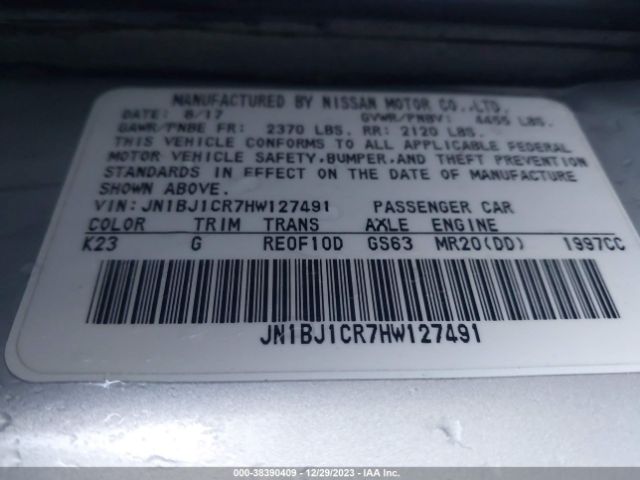 MANUFACTURED BY NISSAN MOTOR CO.,LTD.
DATE: 8/17 GVWR/PNBV: 4455 LBS.
GAWR/PNBE FR: 2370 LBS. RR: 2120 LBS.
THIS VEHICLE CONFORMS TO ALL APPLICABLE FEDERAL
MOTOR VEHICLE SAFETY,BUMPER,AND THEFT PREVENTION
STANDARDS IN EFFECT ON THE DATE OF MANUFACTURE
SHOWN ABOVE.
VIN:JN1BJ1CR7HW127491 PASSENGER CAR
COLOR TRIM TRANS AXLE ENGINE
K23 G RE0F10D GS63 MR20(DD) 1997CC
JN1BJ1CR7HW127491
000-38390409 - 12/29/2023 - IAA Inc.